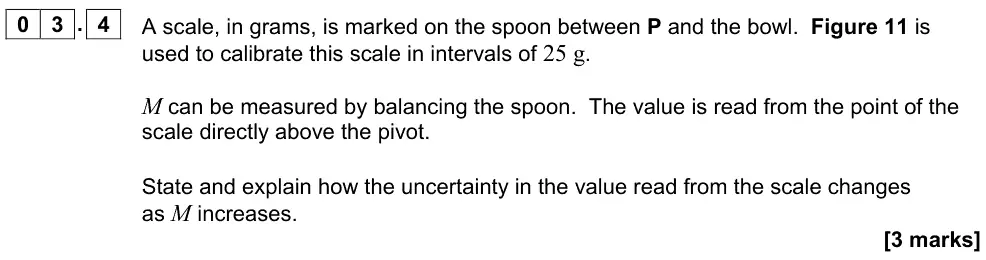 0 3 . 4 A scale, in grams, is marked on the spoon between P and the bowl. Figure 11 is
used to calibrate this scale in intervals of 25 g.
M can be measured by balancing the spoon. The value is read from the point of the
scale directly above the pivot.
State and explain how the uncertainty in the value read from the scale changes
as M increases.
[3 marks]